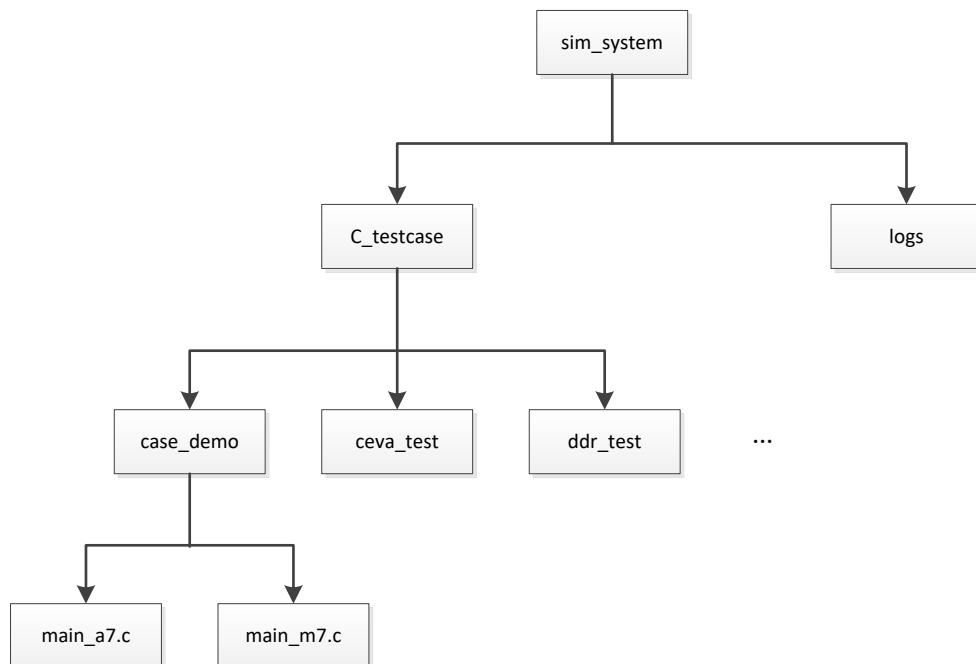 sim_system
C_testcase
logs
case_demo
ceva_test
ddr_test
...
main_a7.c
main_m7.c